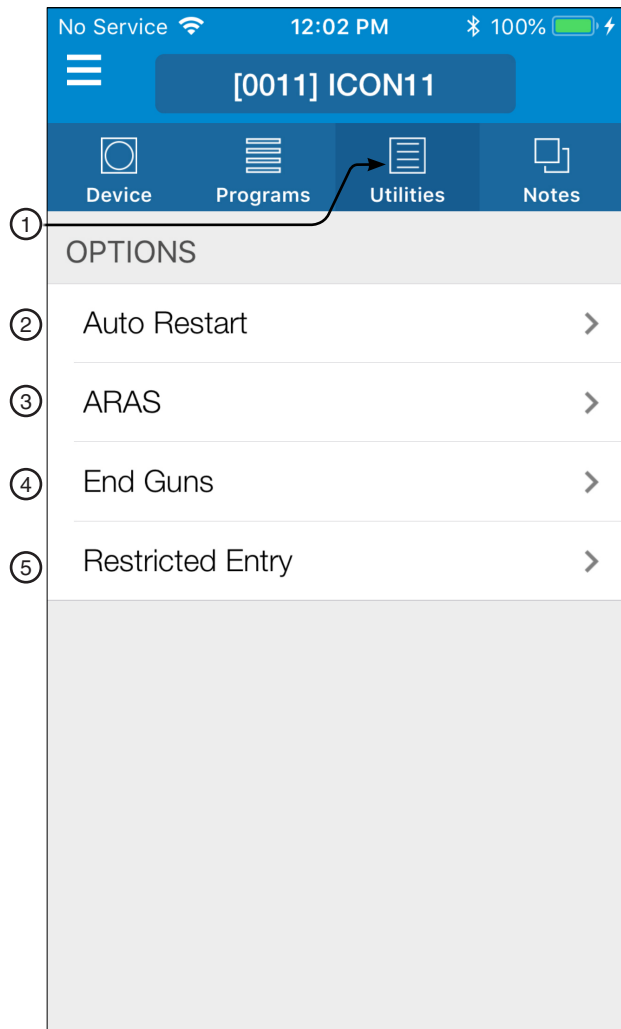 No Service 12:02 PM 100%
[0011] ICON11
Device Programs Utilities Notes
1
OPTIONS
2 Auto Restart
3 ARAS
4 End Guns
5 Restricted Entry